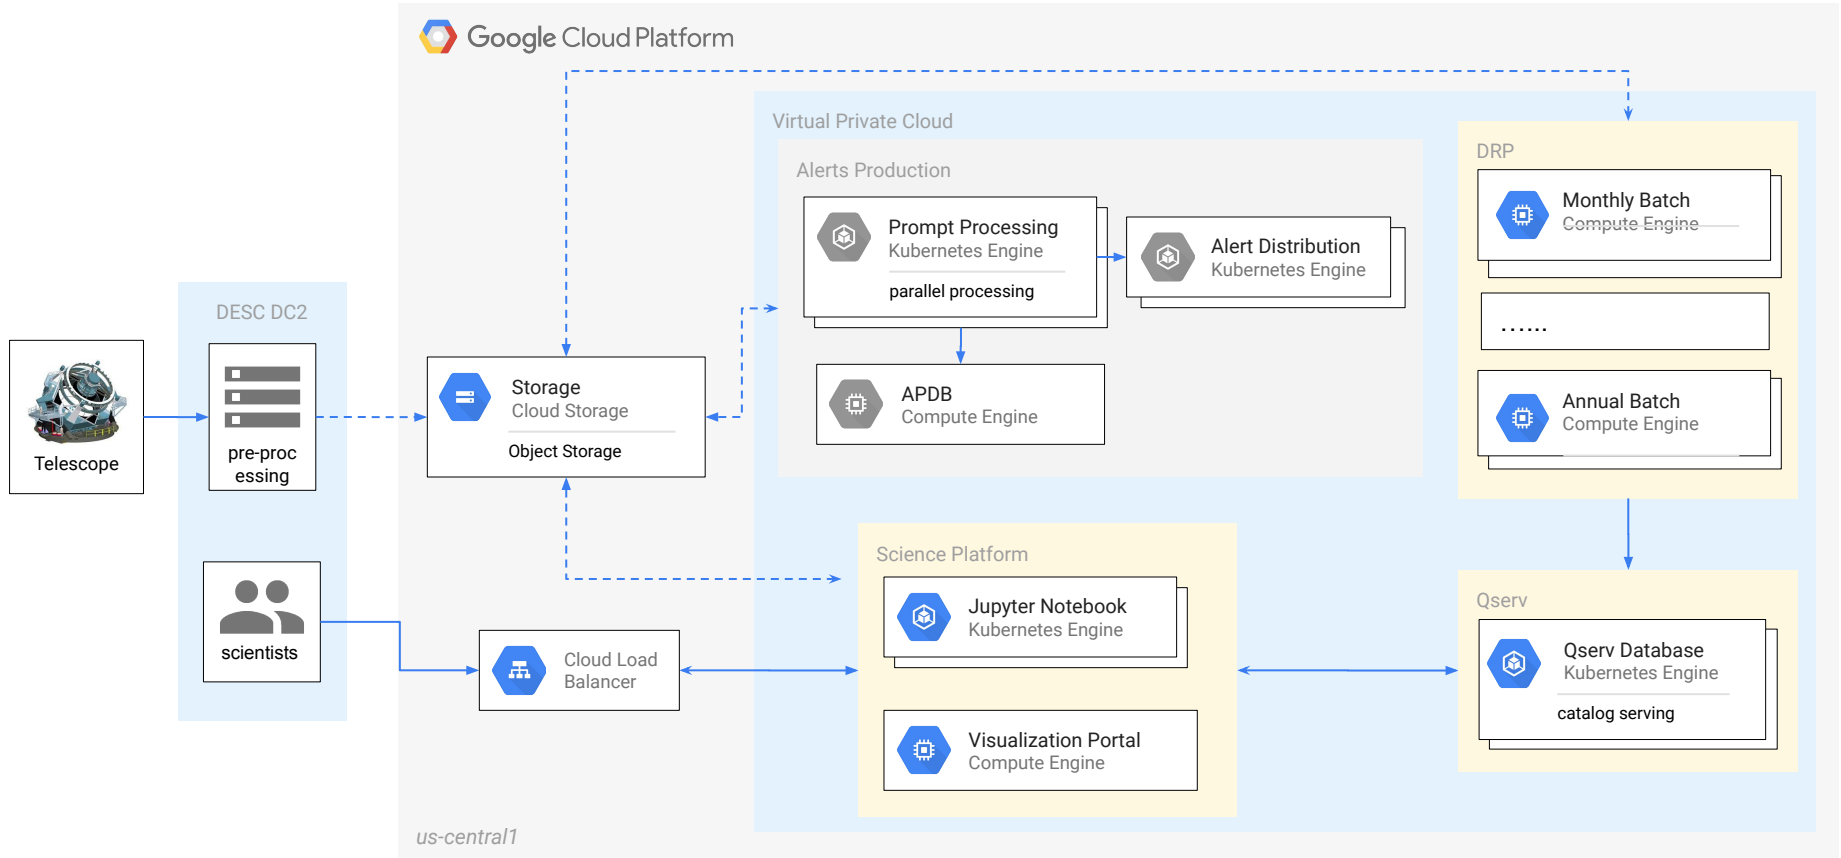 Google Cloud Platform
Virtual Private Cloud
DRP
Alerts Production
Monthly Batch
Compute Engine
Prompt Processing
Kubernetes Engine
parallel processing
Alert Distribution
Kubernetes Engine
DESC DC2
......
Telescope
pre-proc
essing
Storage
Cloud Storage
Object Storage
APDB
Compute Engine
Annual Batch
Compute Engine
Science Platform
Qserv
scientists
Cloud Load
Balancer
Jupyter Notebook
Kubernetes Engine
Qserv Database
Kubernetes Engine
catalog serving
Visualization Portal
Compute Engine
us-central1